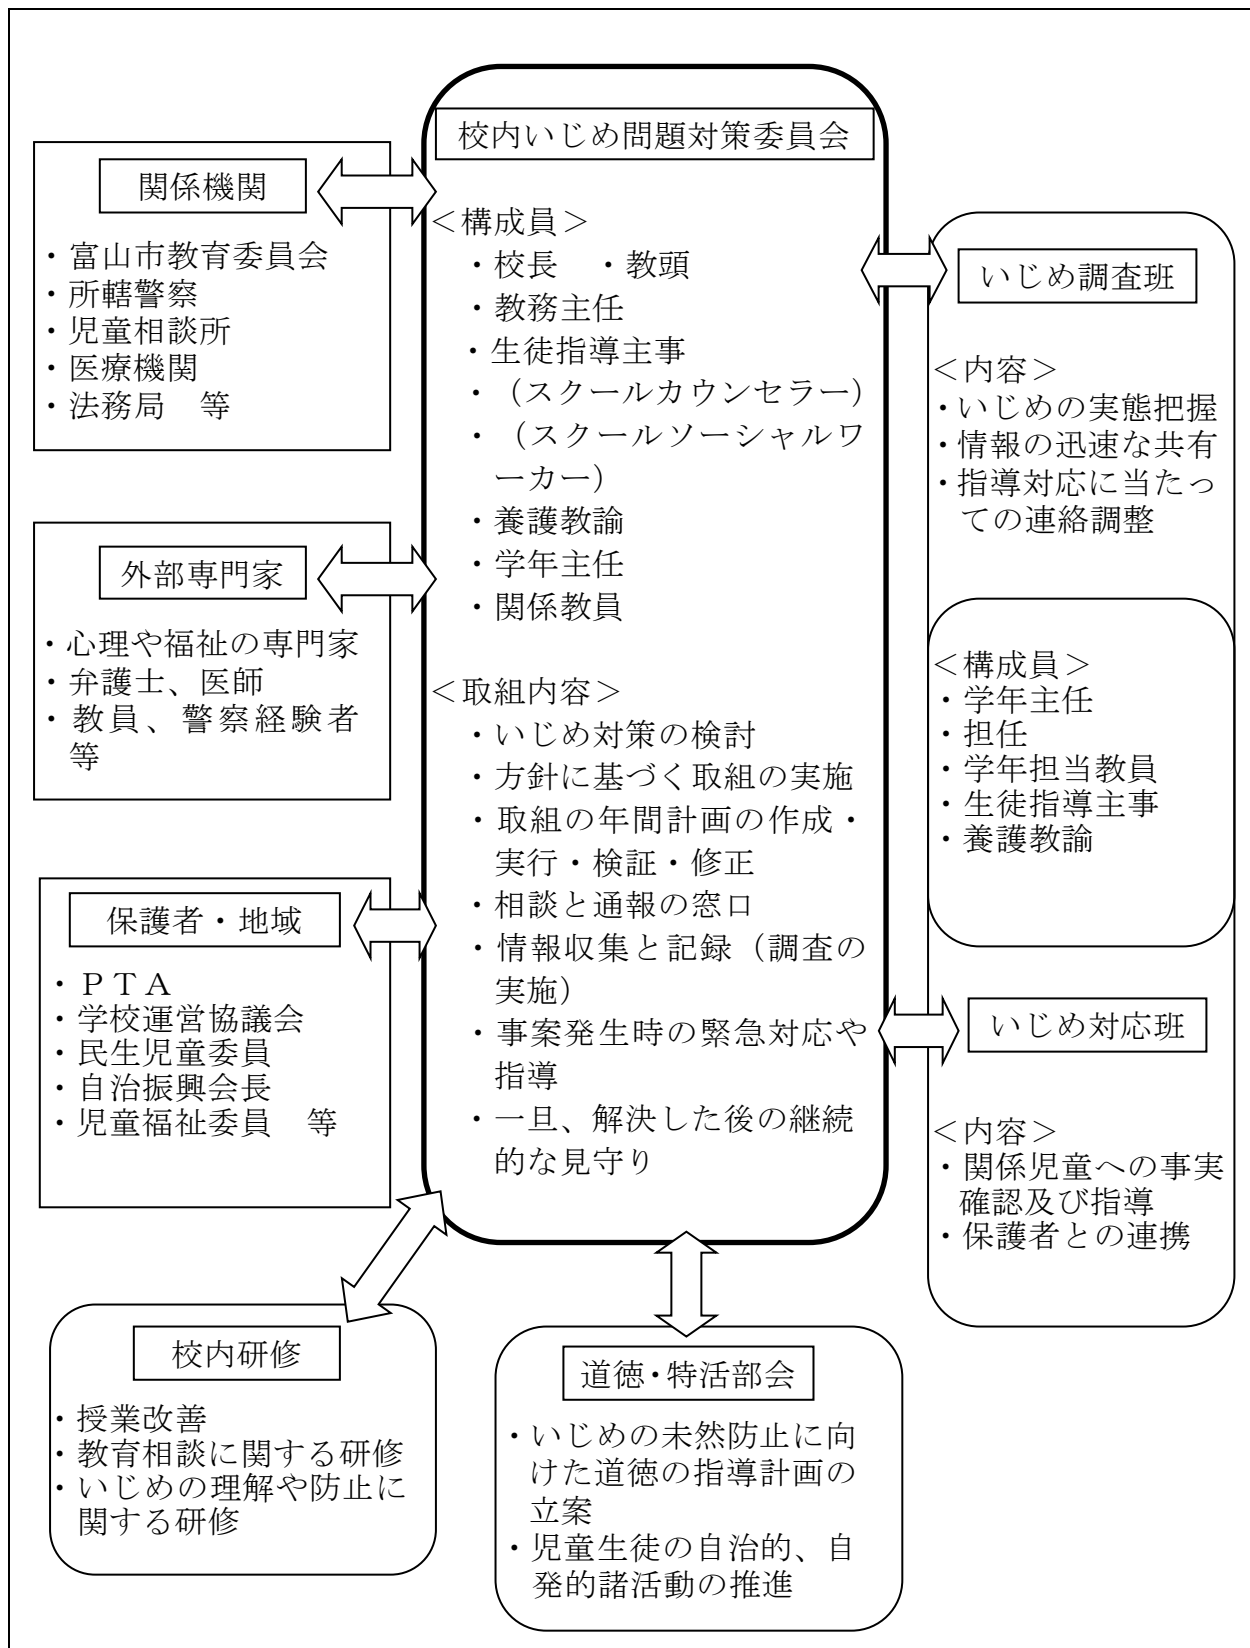 校内いじめ問題対策委員会
＜構成員＞
・校長　・教頭
・教務主任
・生徒指導主事
・（スクールカウンセラー）
・（スクールソーシャルワ
ーカー）
・養護教諭
・学年主任
・関係教員
＜取組内容＞
・いじめ対策の検討
・方針に基づく取組の実施
・取組の年間計画の作成・
実行・検証・修正
・相談と通報の窓口
・情報収集と記録（調査の
実施）
・事案発生時の緊急対応や
指導
・一旦、解決した後の継続
的な見守り
関係機関
・富山市教育委員会
・所轄警察
・児童相談所
・医療機関
・法務局　等
外部専門家
・心理や福祉の専門家
・弁護士、医師
・教員、警察経験者
等
保護者・地域
・ＰＴＡ
・学校運営協議会
・民生児童委員
・自治振興会長
・児童福祉委員　等
いじめ調査班
＜内容＞
・いじめの実態把握
・情報の迅速な共有
・指導対応に当たっ
ての連絡調整
＜構成員＞
・学年主任
・担任
・学年担当教員
・生徒指導主事
・養護教諭
いじめ対応班
＜内容＞
・関係児童への事実
確認及び指導
・保護者との連携
校内研修
・授業改善
・教育相談に関する研修
・いじめの理解や防止に
関する研修
道徳・特活部会
・いじめの未然防止に向
けた道徳の指導計画の
立案
・児童生徒の自治的、自
発的諸活動の推進